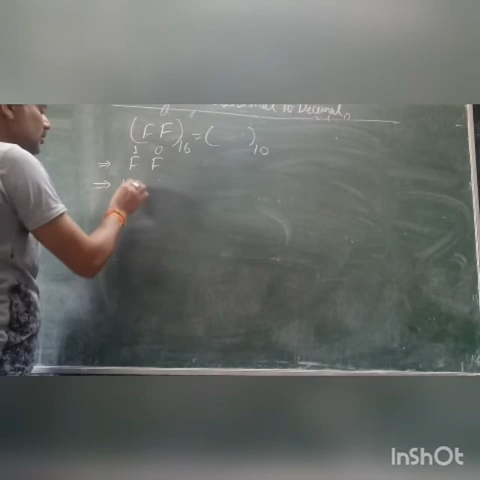 to Decimal
(FF)₁₆ = ( )₁₀
1 0
⇒ F F
⇒
InShOt